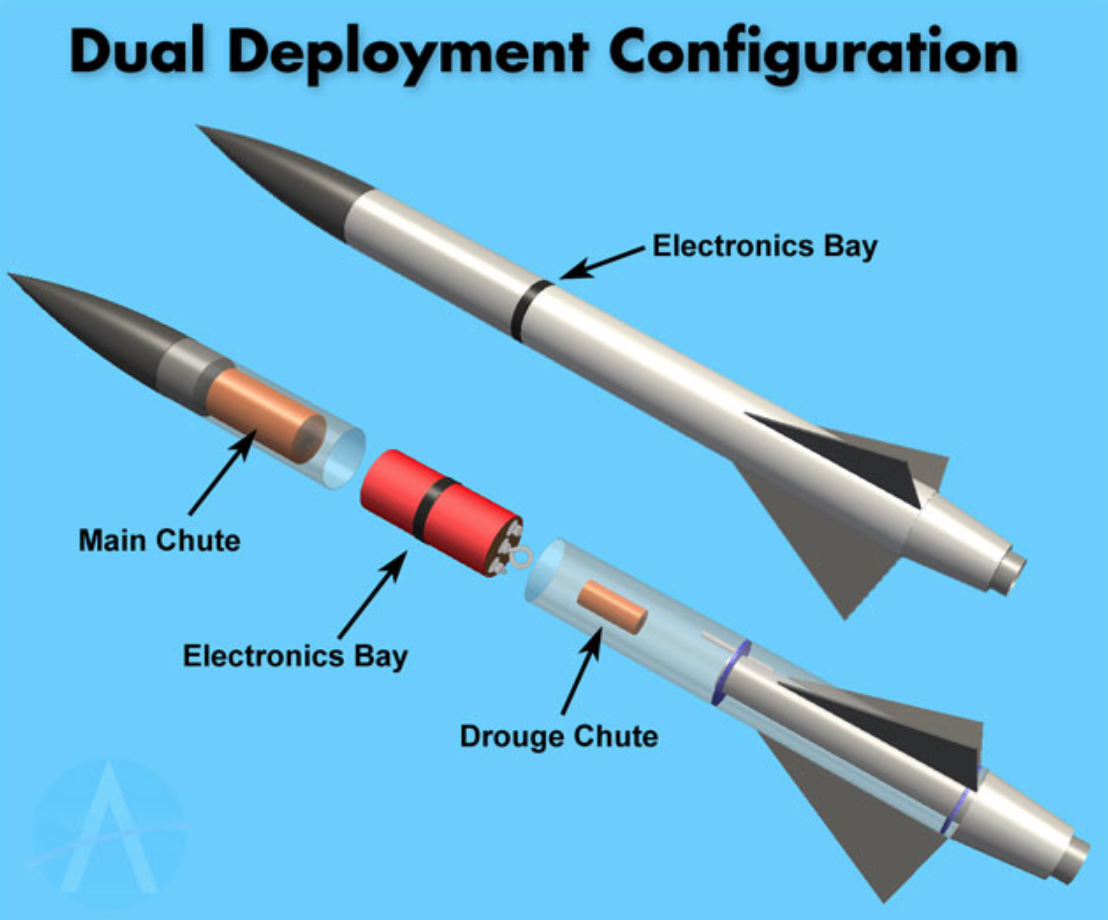 Dual Deployment Configuration
Electronics Bay
Main Chute
Electronics Bay
Drouge Chute